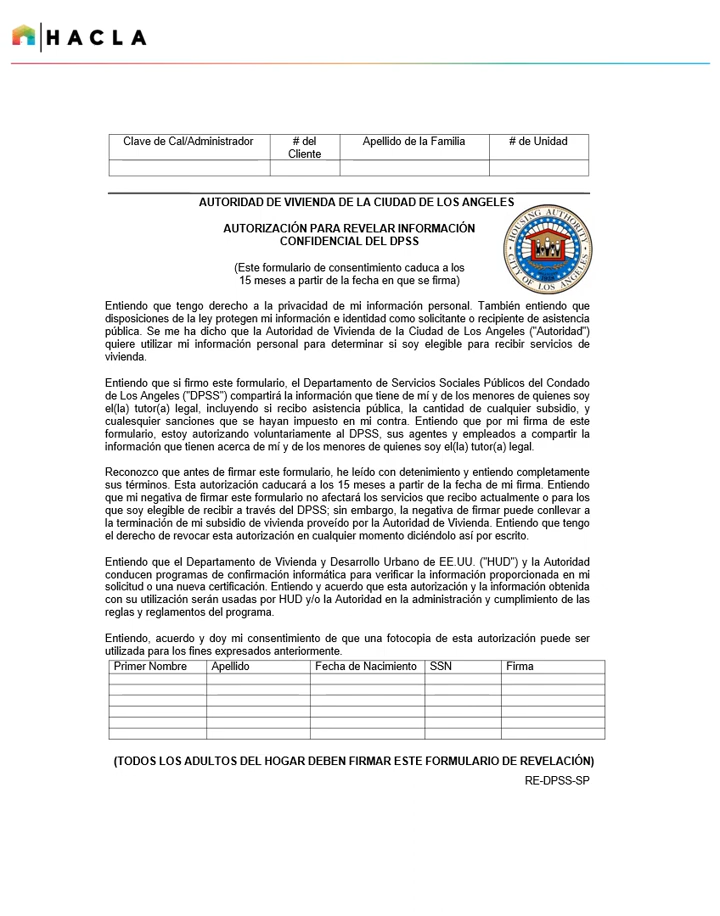 HACLA
Clave de Cal/Administrador # del Cliente Apellido de la Familia # de Unidad
AUTORIDAD DE VIVIENDA DE LA CIUDAD DE LOS ANGELES
AUTORIZACIÓN PARA REVELAR INFORMACIÓN
CONFIDENCIAL DEL DPSS
HOUSING AUTHORITY
CITY OF LOS ANGELES
(Este formulario de consentimiento caduca a los
15 meses a partir de la fecha en que se firma)
Entiendo que tengo derecho a la privacidad de mi información personal. También entiendo que
disposiciones de la ley protegen mi información e identidad como solicitante o recipiente de asistencia
pública. Se me ha dicho que la Autoridad de Vivienda de la Ciudad de Los Angeles ("Autoridad")
quiere utilizar mi información personal para determinar si soy elegible para recibir servicios de
vivienda.
Entiendo que si firmo este formulario, el Departamento de Servicios Sociales Públicos del Condado
de Los Angeles ("DPSS") compartirá la información que tiene de mí y de los menores de quienes soy
el(la) tutor(a) legal, incluyendo si recibo asistencia pública, la cantidad de cualquier subsidio, y
cualesquier sanciones que se hayan impuesto en mi contra. Entiendo que por mi firma de este
formulario, estoy autorizando voluntariamente al DPSS, sus agentes y empleados a compartir la
información que tienen acerca de mí y de los menores de quienes soy el(la) tutor(a) legal.
Reconozco que antes de firmar este formulario, he leído con detenimiento y entiendo completamente
sus términos. Esta autorización caducará a los 15 meses a partir de la fecha de mi firma. Entiendo
que mi negativa de firmar este formulario no afectará los servicios que recibo actualmente o para los
que soy elegible de recibir a través del DPSS; sin embargo, la negativa de firmar puede conllevar a
la terminación de mi subsidio de vivienda proveído por la Autoridad de Vivienda. Entiendo que tengo
el derecho de revocar esta autorización en cualquier momento diciéndolo así por escrito.
Entiendo que el Departamento de Vivienda y Desarrollo Urbano de EE.UU. ("HUD") y la Autoridad
conducen programas de confirmación informática para verificar la información proporcionada en mi
solicitud o una nueva certificación. Entiendo y acuerdo que esta autorización y la información obtenida
con su utilización serán usadas por HUD y/o la Autoridad en la administración y cumplimiento de las
reglas y reglamentos del programa.
Entiendo, acuerdo y doy mi consentimiento de que una fotocopia de esta autorización puede ser
utilizada para los fines expresados anteriormente.
Primer Nombre Apellido Fecha de Nacimiento SSN Firma
(TODOS LOS ADULTOS DEL HOGAR DEBEN FIRMAR ESTE FORMULARIO DE REVELACIÓN)
RE-DPSS-SP